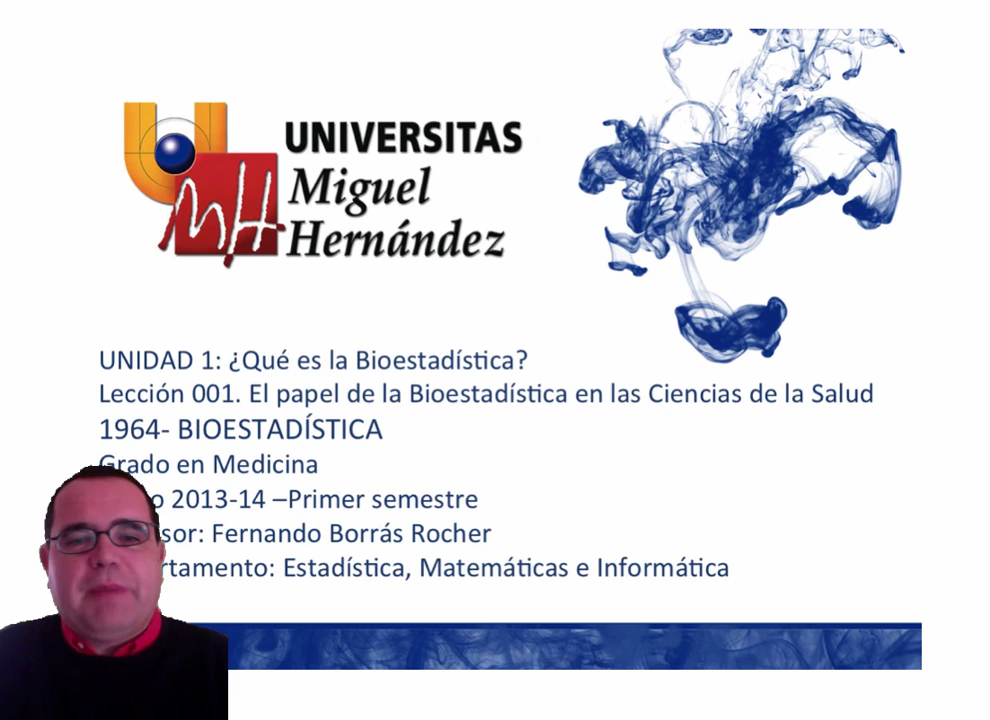 UNIVERSITAS
Miguel
Hernández
UNIDAD 1: ¿Qué es la Bioestadística?
Lección 001. El papel de la Bioestadística en las Ciencias de la Salud
1964- BIOESTADÍSTICA
Grado en Medicina
2013-14 –Primer semestre
Fernando Borrás Rocher
Estadística, Matemáticas e Informática